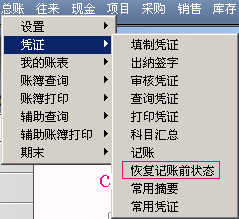 总账 往来 现金 项目 采购 销售 库存
设置
凭证
我的账表
账簿查询
账簿打印
辅助查询
辅助账簿打印
期末
填制凭证
出纳签字
审核凭证
查询凭证
打印凭证
科目汇总
记账
恢复记账前状态
常用摘要
常用凭证
C